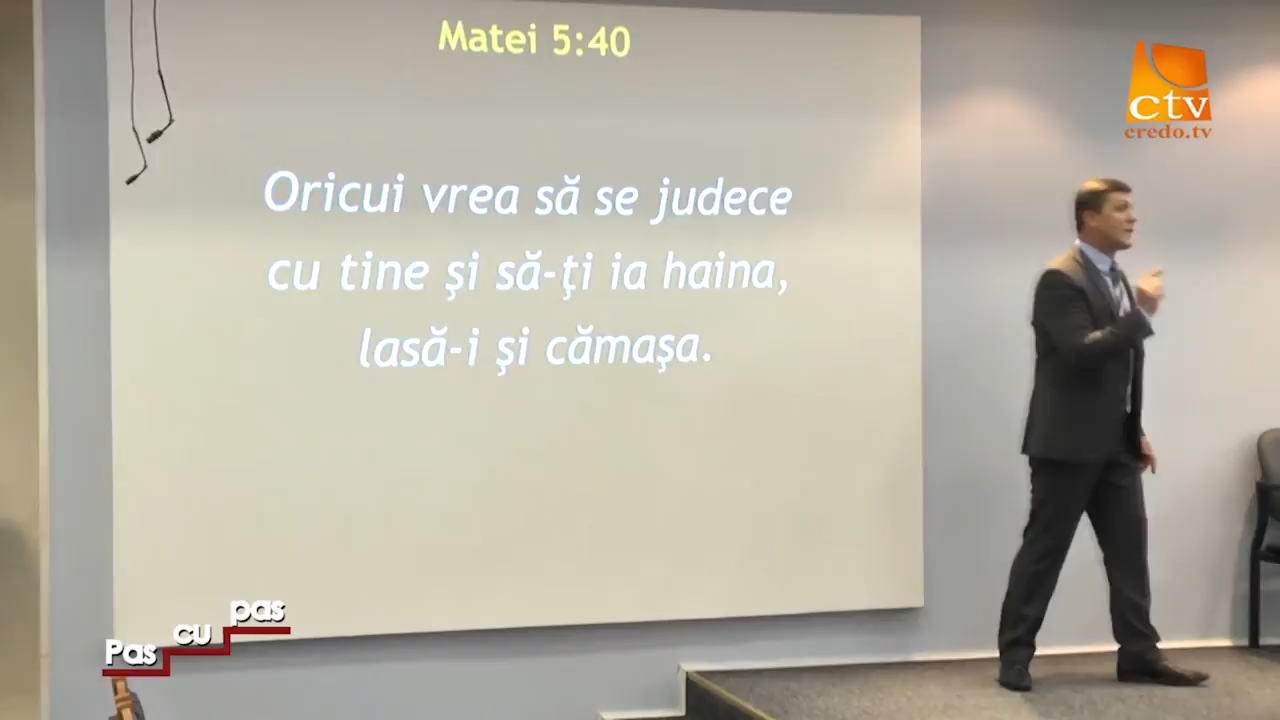 Matei 5:40
Oricui vrea să se judece
cu tine şi să-ţi ia haina,
lasă-i şi cămaşa.
ctv
credo.tv
Pas cu pas